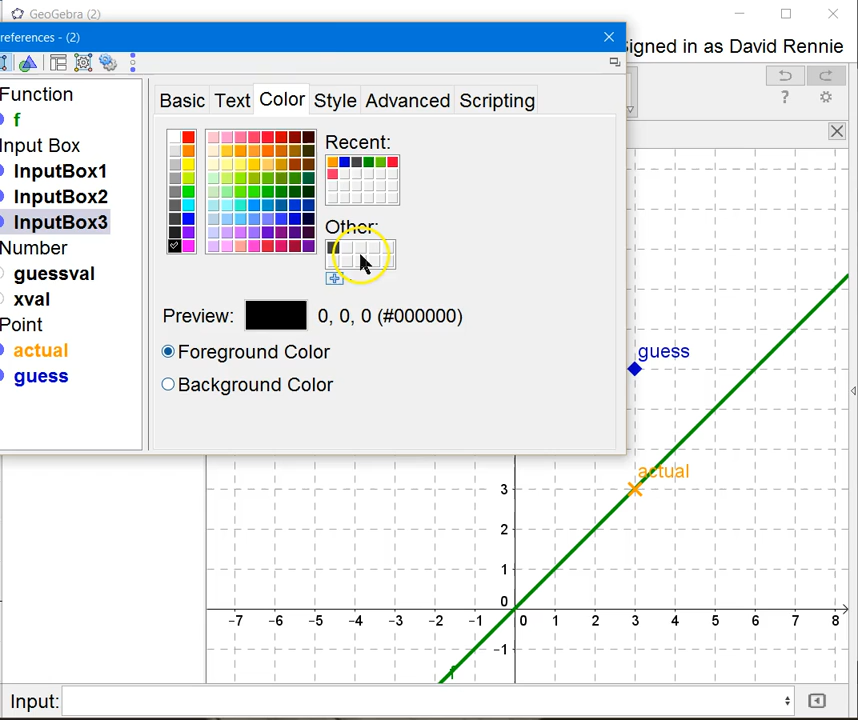 GeoGebra (2)
references - (2)
Signed in as David Rennie
Function
f
Input Box
InputBox1
InputBox2
InputBox3
Number
guessval
xval
Point
actual
guess
Basic Text Color Style Advanced Scripting
Recent:
Other:
Preview: 0, 0, 0 (#000000)
Foreground Color
Background Color
guess
actual
3
2
1
0
-7 -6 -5 -4 -3 -2 -1 0 1 2 3 4 5 6 7 8
-1
f
Input: